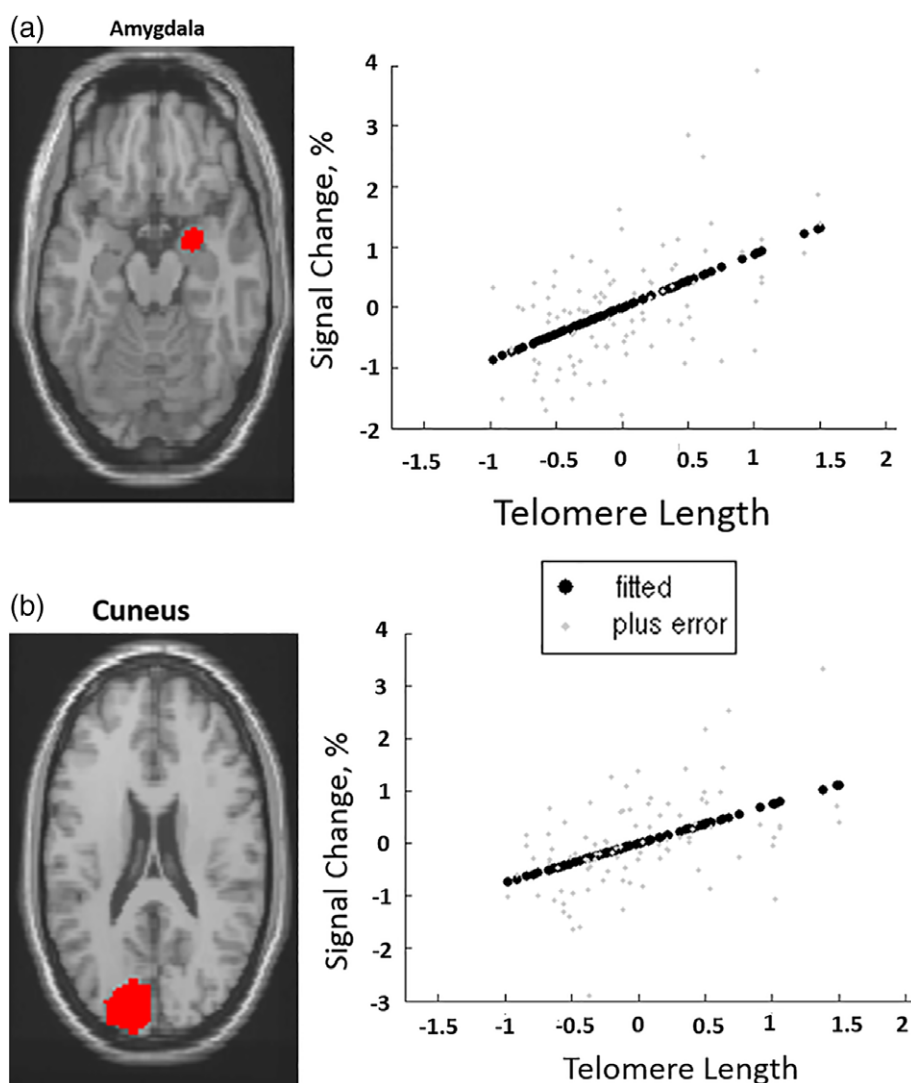 (a)
Amygdala
4
3
2
1
0
-1
-2
Signal Change, %
-1.5 -1 -0.5 0 0.5 1 1.5 2
Telomere Length
(b)
Cuneus
fitted
plus error
4
3
2
1
0
-1
-2
-3
Signal Change, %
-1.5 -1 -0.5 0 0.5 1 1.5 2
Telomere Length